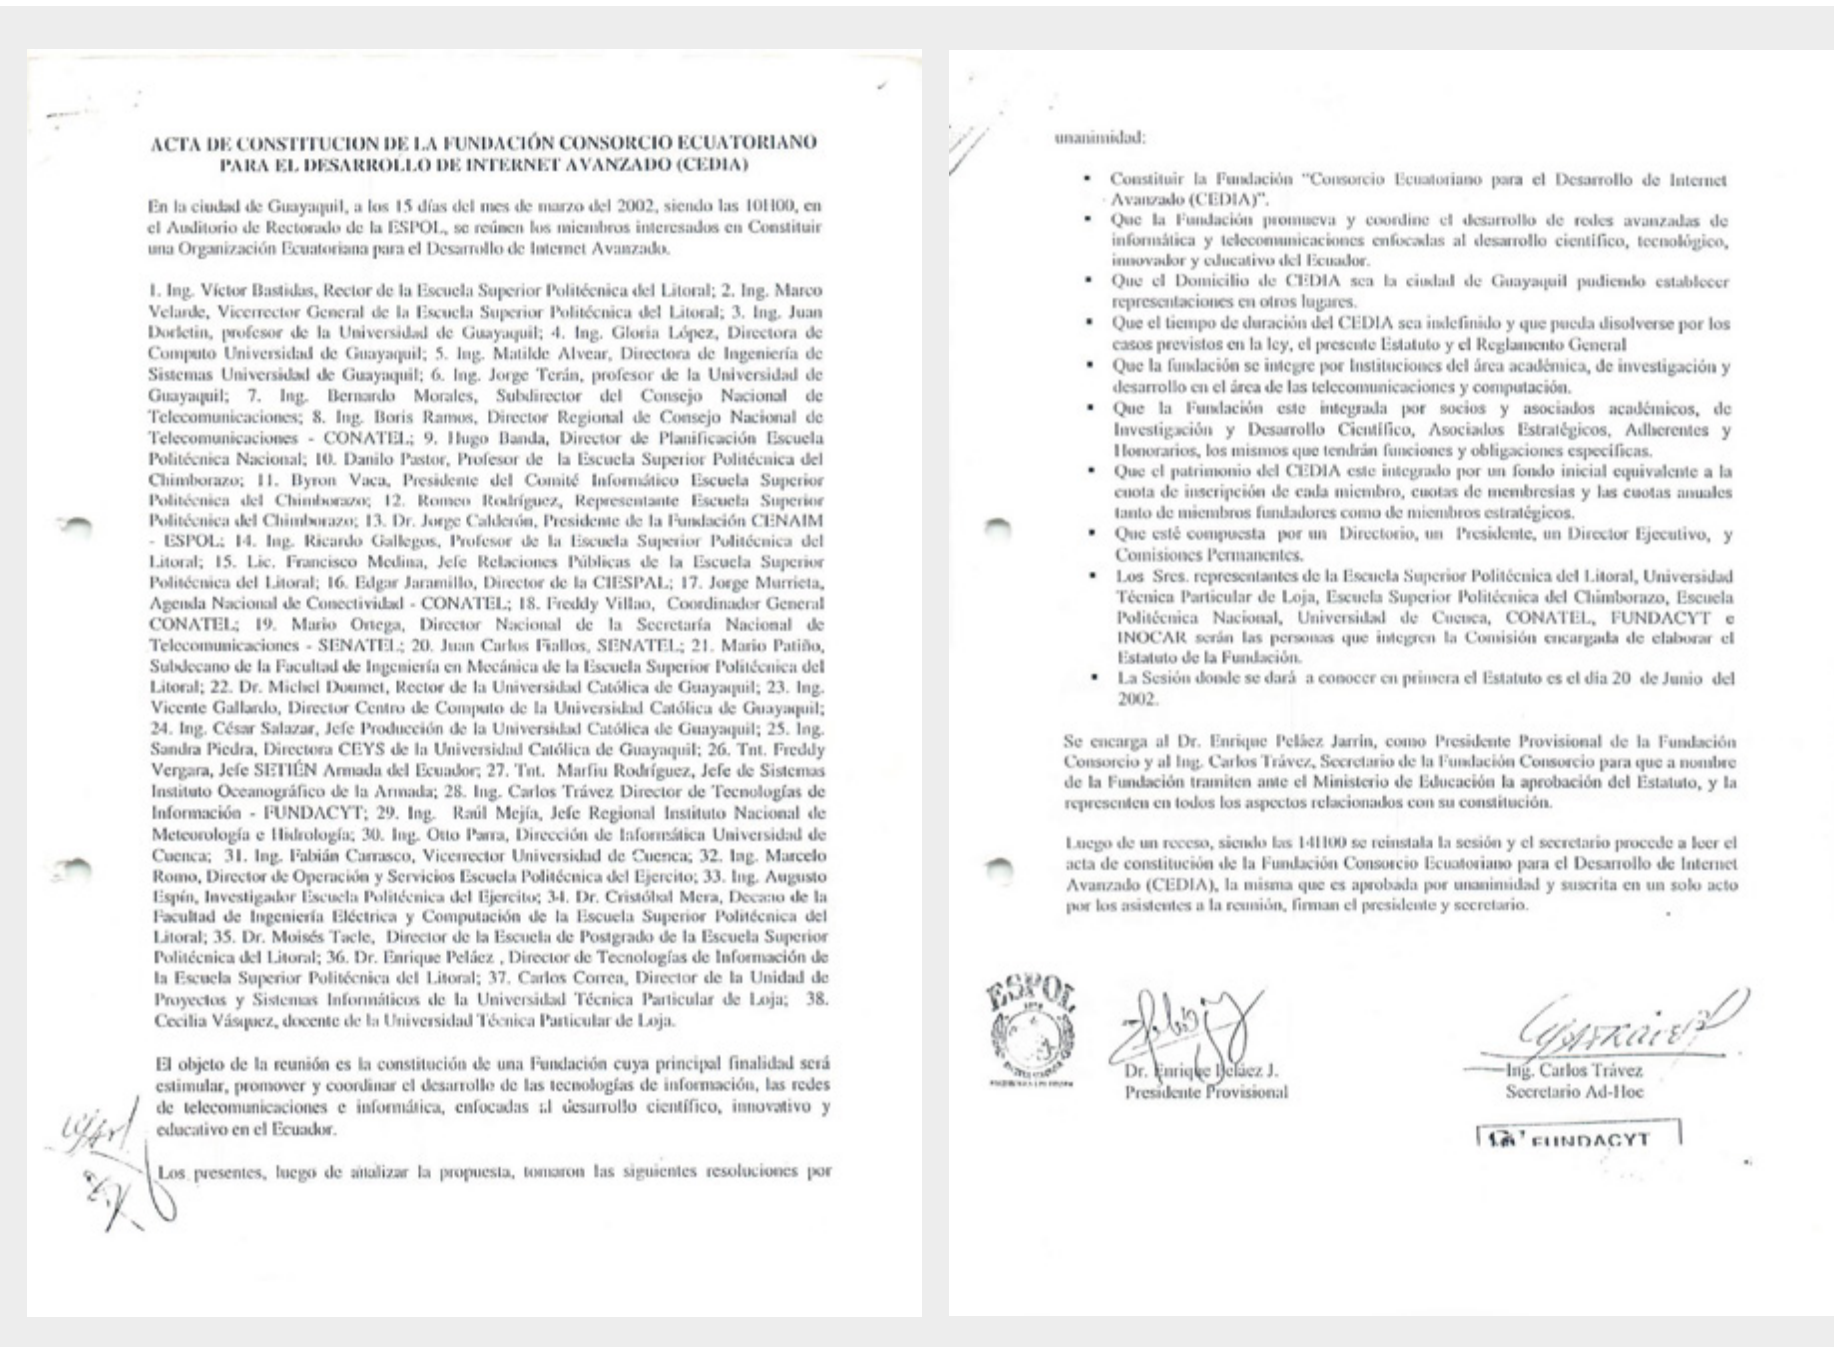 ACTA DE CONSTITUCION DE LA FUNDACIÓN CONSORCIO ECUATORIANO
PARA EL DESARROLLO DE INTERNET AVANZADO (CEDIA)
En la ciudad de Guayaquil, a los 15 días del mes de marzo del 2002, siendo las 10H00, en
el Auditorio de Rectorado de la ESPOL, se reúnen los miembros interesados en Constituir
una Organización Ecuatoriana para el Desarrollo de Internet Avanzado.
1. Ing. Víctor Bastidas, Rector de la Escuela Superior Politécnica del Litoral; 2. Ing. Marco
Velarde, Vicerrector General de la Escuela Superior Politécnica del Litoral; 3. Ing. Juan
Dorletin, profesor de la Universidad de Guayaquil; 4. Ing. Gloria López, Directora de
Computo Universidad de Guayaquil; 5. Ing. Matilde Alvear, Directora de Ingeniería de
Sistemas Universidad de Guayaquil; 6. Ing. Jorge Terán, profesor de la Universidad de
Guayaquil; 7. Ing. Bernardo Morales, Subdirector del Consejo Nacional de
Telecomunicaciones; 8. Ing. Boris Ramos, Director Regional de Consejo Nacional de
Telecomunicaciones - CONATEL; 9. Hugo Banda, Director de Planificación Escuela
Politécnica Nacional; 10. Danilo Pastor, Profesor de la Escuela Superior Politécnica del
Chimborazo; 11. Byron Vaca, Presidente del Comité Informático Escuela Superior
Politécnica del Chimborazo; 12. Romeo Rodríguez, Representante Escuela Superior
Politécnica del Chimborazo; 13. Dr. Jorge Calderón, Presidente de la Fundación CENAIM
- ESPOL; 14. Ing. Ricardo Gallegos, Profesor de la Escuela Superior Politécnica del
Litoral; 15. Lic. Francisco Medina, Jefe Relaciones Públicas de la Escuela Superior
Politécnica del Litoral; 16. Edgar Jaramillo, Director de la CIESPAL; 17. Jorge Murrieta,
Agenda Nacional de Conectividad - CONATEL; 18. Freddy Villao, Coordinador General
CONATEL; 19. Mario Ortega, Director Nacional de la Secretaría Nacional de
Telecomunicaciones - SENATEL; 20. Juan Carlos Fiallos, SENATEL; 21. Mario Patiño,
Subdecano de la Facultad de Ingeniería en Mecánica de la Escuela Superior Politécnica del
Litoral; 22. Dr. Michel Doumet, Rector de la Universidad Católica de Guayaquil; 23. Ing.
Vicente Gallardo, Director Centro de Computo de la Universidad Católica de Guayaquil;
24. Ing. César Salazar, Jefe Producción de la Universidad Católica de Guayaquil; 25. Ing.
Sandra Piedra, Directora CEYS de la Universidad Católica de Guayaquil; 26. Tnt. Freddy
Vergara, Jefe SETIÉN Armada del Ecuador; 27. Tnt. Marfiu Rodríguez, Jefe de Sistemas
Instituto Oceanográfico de la Armada; 28. Ing. Carlos Trávez Director de Tecnologías de
Información - FUNDACYT; 29. Ing. Raúl Mejía, Jefe Regional Instituto Nacional de
Meteorología e Hidrología; 30. Ing. Otto Parra, Dirección de Informática Universidad de
Cuenca; 31. Ing. Fabián Carrasco, Vicerrector Universidad de Cuenca; 32. Ing. Marcelo
Romo, Director de Operación y Servicios Escuela Politécnica del Ejercito; 33. Ing. Augusto
Espín, Investigador Escuela Politécnica del Ejercito; 34. Dr. Cristóbal Mera, Decano de la
Facultad de Ingeniería Eléctrica y Computación de la Escuela Superior Politécnica del
Litoral; 35. Dr. Moisés Tacle, Director de la Escuela de Postgrado de la Escuela Superior
Politécnica del Litoral; 36. Dr. Enrique Peláez , Director de Tecnologías de Información de
la Escuela Superior Politécnica del Litoral; 37. Carlos Correa, Director de la Unidad de
Proyectos y Sistemas Informáticos de la Universidad Técnica Particular de Loja; 38.
Cecilia Vásquez, docente de la Universidad Técnica Particular de Loja.
El objeto de la reunión es la constitución de una Fundación cuya principal finalidad será
estimular, promover y coordinar el desarrollo de las tecnologías de información, las redes
de telecomunicaciones e informática, enfocadas al desarrollo científico, innovativo y
educativo en el Ecuador.
Los presentes, luego de analizar la propuesta, tomaron las siguientes resoluciones por
unanimidad:
▪ Constituir la Fundación "Consorcio Ecuatoriano para el Desarrollo de Internet
Avanzado (CEDIA)".
▪ Que la Fundación promueva y coordine el desarrollo de redes avanzadas de
informática y telecomunicaciones enfocadas al desarrollo científico, tecnológico,
innovador y educativo del Ecuador.
▪ Que el Domicilio de CEDIA sea la ciudad de Guayaquil pudiendo establecer
representaciones en otros lugares.
▪ Que el tiempo de duración del CEDIA sea indefinido y que pueda disolverse por los
casos previstos en la ley, el presente Estatuto y el Reglamento General
▪ Que la fundación se integre por Instituciones del área académica, de investigación y
desarrollo en el área de las telecomunicaciones y computación.
▪ Que la Fundación este integrada por socios y asociados académicos, de
Investigación y Desarrollo Científico, Asociados Estratégicos, Adherentes y
Honorarios, los mismos que tendrán funciones y obligaciones específicas.
▪ Que el patrimonio del CEDIA este integrado por un fondo inicial equivalente a la
cuota de inscripción de cada miembro, cuotas de membresías y las cuotas anuales
tanto de miembros fundadores como de miembros estratégicos.
▪ Que esté compuesta por un Directorio, un Presidente, un Director Ejecutivo, y
Comisiones Permanentes.
▪ Los Sres. representantes de la Escuela Superior Politécnica del Litoral, Universidad
Técnica Particular de Loja, Escuela Superior Politécnica del Chimborazo, Escuela
Politécnica Nacional, Universidad de Cuenca, CONATEL, FUNDACYT e
INOCAR serán las personas que integren la Comisión encargada de elaborar el
Estatuto de la Fundación.
▪ La Sesión donde se dará a conocer en primera el Estatuto es el día 20 de Junio del
2002.
Se encarga al Dr. Enrique Peláez Jarrin, como Presidente Provisional de la Fundación
Consorcio y al Ing. Carlos Trávez, Secretario de la Fundación Consorcio para que a nombre
de la Fundación tramiten ante el Ministerio de Educación la aprobación del Estatuto, y la
representen en todos los aspectos relacionados con su constitución.
Luego de un receso, siendo las 14H00 se reinstala la sesión y el secretario procede a leer el
acta de constitución de la Fundación Consorcio Ecuatoriano para el Desarrollo de Internet
Avanzado (CEDIA), la misma que es aprobada por unanimidad y suscrita en un solo acto
por los asistentes a la reunión, firman el presidente y secretario.
ESPOL
Dr. Enrique Peláez J.
Presidente Provisional
Ing. Carlos Trávez
Secretario Ad-Hoc
FUNDACYT